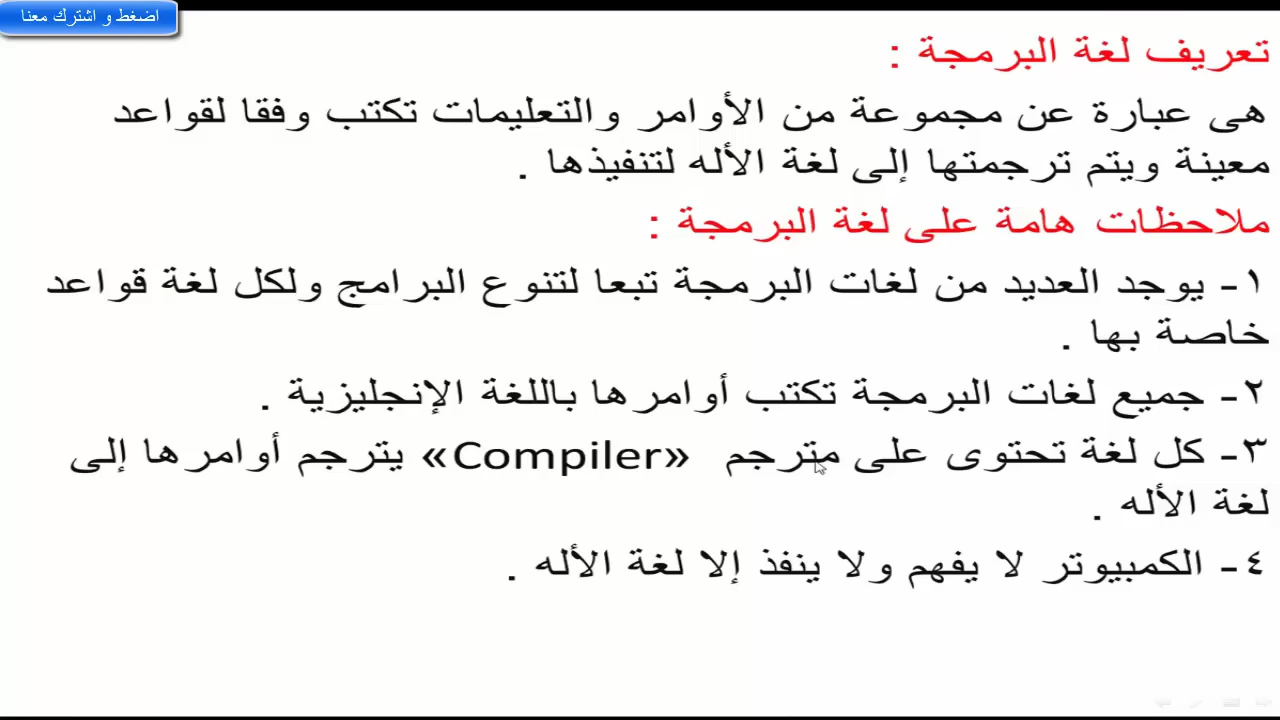 اضغط و اشترك معنا
تعريف لغة البرمجة :
هى عبارة عن مجموعة من الأوامر والتعليمات تكتب وفقا لقواعد
معينة ويتم ترجمتها إلى لغة الأله لتنفيذها .
ملاحظات هامة على لغة البرمجة :
١- يوجد العديد من لغات البرمجة تبعا لتنوع البرامج ولكل لغة قواعد
خاصة بها .
٢- جميع لغات البرمجة تكتب أوامرها باللغة الإنجليزية .
٣- كل لغة تحتوى على مترجم «Compiler» يترجم أوامرها إلى
لغة الأله .
٤- الكمبيوتر لا يفهم ولا ينفذ إلا لغة الأله .